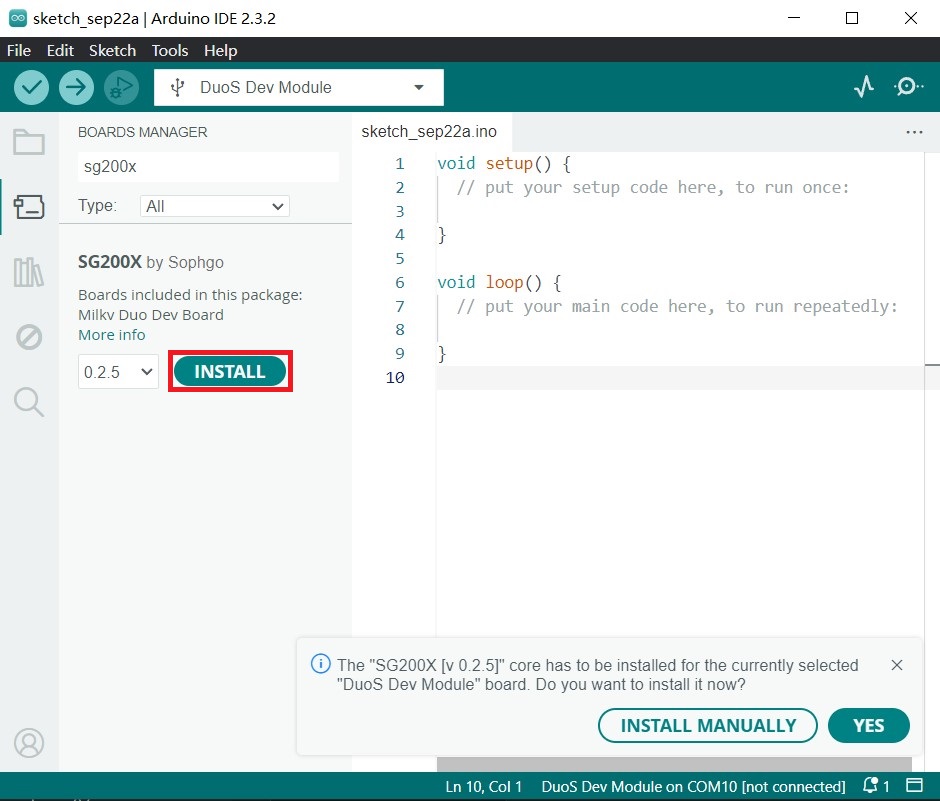 sketch_sep22a | Arduino IDE 2.3.2
File Edit Sketch Tools Help
DuoS Dev Module
BOARDS MANAGER
sg200x
Type: All
SG200X by Sophgo
Boards included in this package:
Milkv Duo Dev Board
More info
0.2.5 INSTALL
sketch_sep22a.ino
1 void setup() {
2 // put your setup code here, to run once:
3
4 }
5
6 void loop() {
7 // put your main code here, to run repeatedly:
8
9 }
10
The "SG200X [v 0.2.5]" core has to be installed for the currently selected
"DuoS Dev Module" board. Do you want to install it now?
INSTALL MANUALLY YES
Ln 10, Col 1 DuoS Dev Module on COM10 [not connected] 1